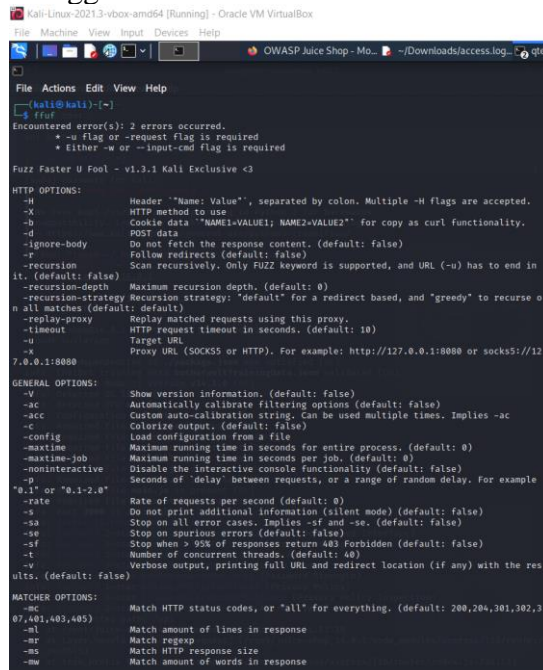 Kali-Linux-2021.3-vbox-amd64 [Running] - Oracle VM VirtualBox
File Machine View Input Devices Help
OWASP Juice Shop - Mo... ~/Downloads/access.log... qte
File Actions Edit View Help
(kali㉿kali)-[~]
$ ffuf
Encountered error(s): 2 errors occurred.
* -u flag or -request flag is required
* Either -w or --input-cmd flag is required
Fuzz Faster U Fool - v1.3.1 Kali Exclusive <3
HTTP OPTIONS:
-H Header `"Name: Value"`, separated by colon. Multiple -H flags are accepted.
-X HTTP method to use
-b Cookie data `"NAME1=VALUE1; NAME2=VALUE2"` for copy as curl functionality.
-d POST data
-ignore-body Do not fetch the response content. (default: false)
-r Follow redirects (default: false)
-recursion Scan recursively. Only FUZZ keyword is supported, and URL (-u) has to end in
it. (default: false)
-recursion-depth Maximum recursion depth. (default: 0)
-recursion-strategy Recursion strategy: "default" for a redirect based, and "greedy" to recurse o
n all matches (default: default)
-replay-proxy Replay matched requests using this proxy.
-timeout HTTP request timeout in seconds. (default: 10)
-u Target URL
-x Proxy URL (SOCKS5 or HTTP). For example: http://127.0.0.1:8080 or socks5://12
7.0.0.1:8080
GENERAL OPTIONS:
-V Show version information. (default: false)
-ac Automatically calibrate filtering options (default: false)
-acc Custom auto-calibration string. Can be used multiple times. Implies -ac
-c Colorize output. (default: false)
-config Load configuration from a file
-maxtime Maximum running time in seconds for entire process. (default: 0)
-maxtime-job Maximum running time in seconds per job. (default: 0)
-noninteractive Disable the interactive console functionality (default: false)
-p Seconds of `delay` between requests, or a range of random delay. For example
"0.1" or "0.1-2.0"
-rate Rate of requests per second (default: 0)
-s Do not print additional information (silent mode) (default: false)
-sa Stop on all error cases. Implies -sf and -se. (default: false)
-se Stop on spurious errors (default: false)
-sf Stop when > 95% of responses return 403 Forbidden (default: false)
-t Number of concurrent threads. (default: 40)
-v Verbose output, printing full URL and redirect location (if any) with the res
ults. (default: false)
MATCHER OPTIONS:
-mc Match HTTP status codes, or "all" for everything. (default: 200,204,301,302,3
07,401,403,405)
-ml Match amount of lines in response
-mr Match regexp
-ms Match HTTP response size
-mw Match amount of words in response